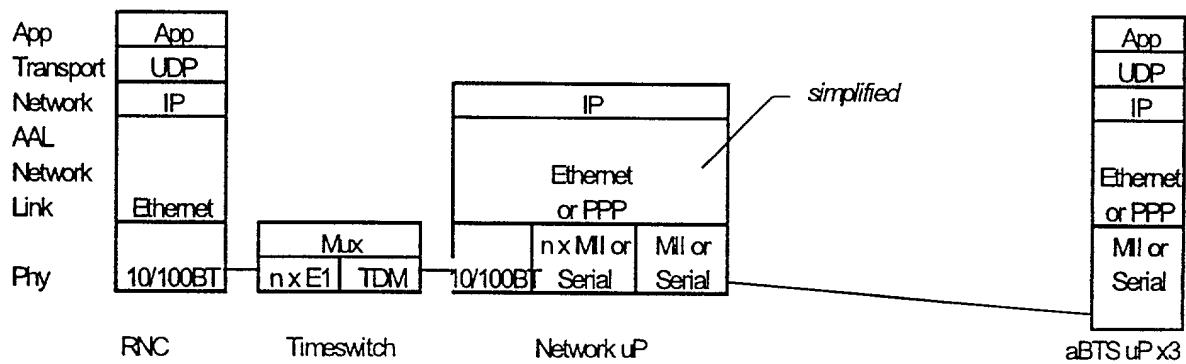 App App App
Transport UDP UDP
Network IP IP simplified IP
AAL
Network Ethernet Ethernet
Link Ethernet or PPP or PPP
Mux n x MII or MII or MII or
Phy 10/100BT n x E1 TDM 10/100BT Serial Serial Serial
RNC Timeswitch Network uP aBTS uP x3